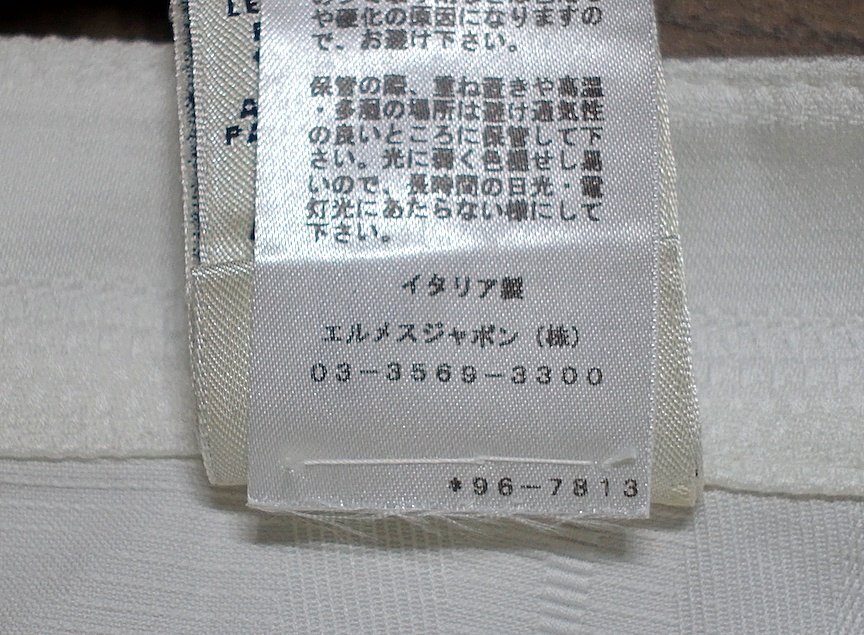 や硬化の原因になりますの
で、お避け下さい。
保管の際、重ね置きや高温
・多湿の場所は避け通気性
の良いところに保管して下
さい。光に弱く色褪せし易
いので、長時間の日光・電
灯光にあたらない様にして
下さい。
イタリア製
エルメスジャポン（株）
03-3569-3300
*96-7813
LE
PA